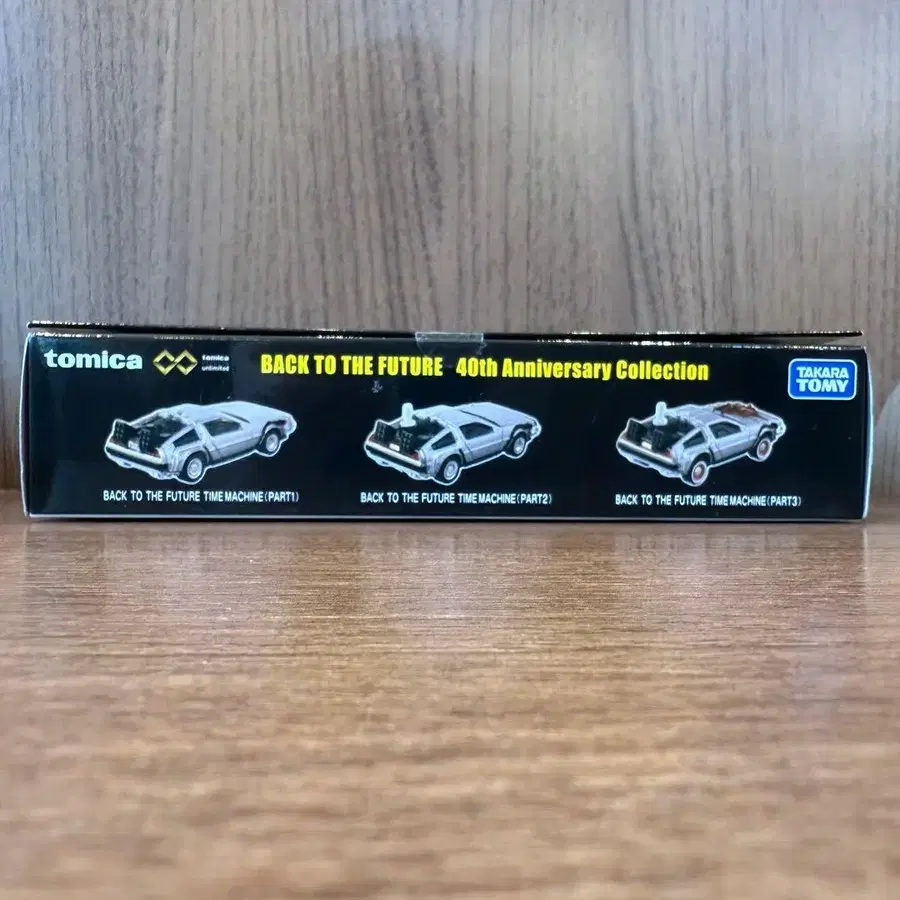 tomica
tomica
unlimited
BACK TO THE FUTURE 40th Anniversary Collection
TAKARA
TOMY
BACK TO THE FUTURE TIME MACHINE(PART1)
BACK TO THE FUTURE TIME MACHINE(PART2)
BACK TO THE FUTURE TIME MACHINE(PART3)